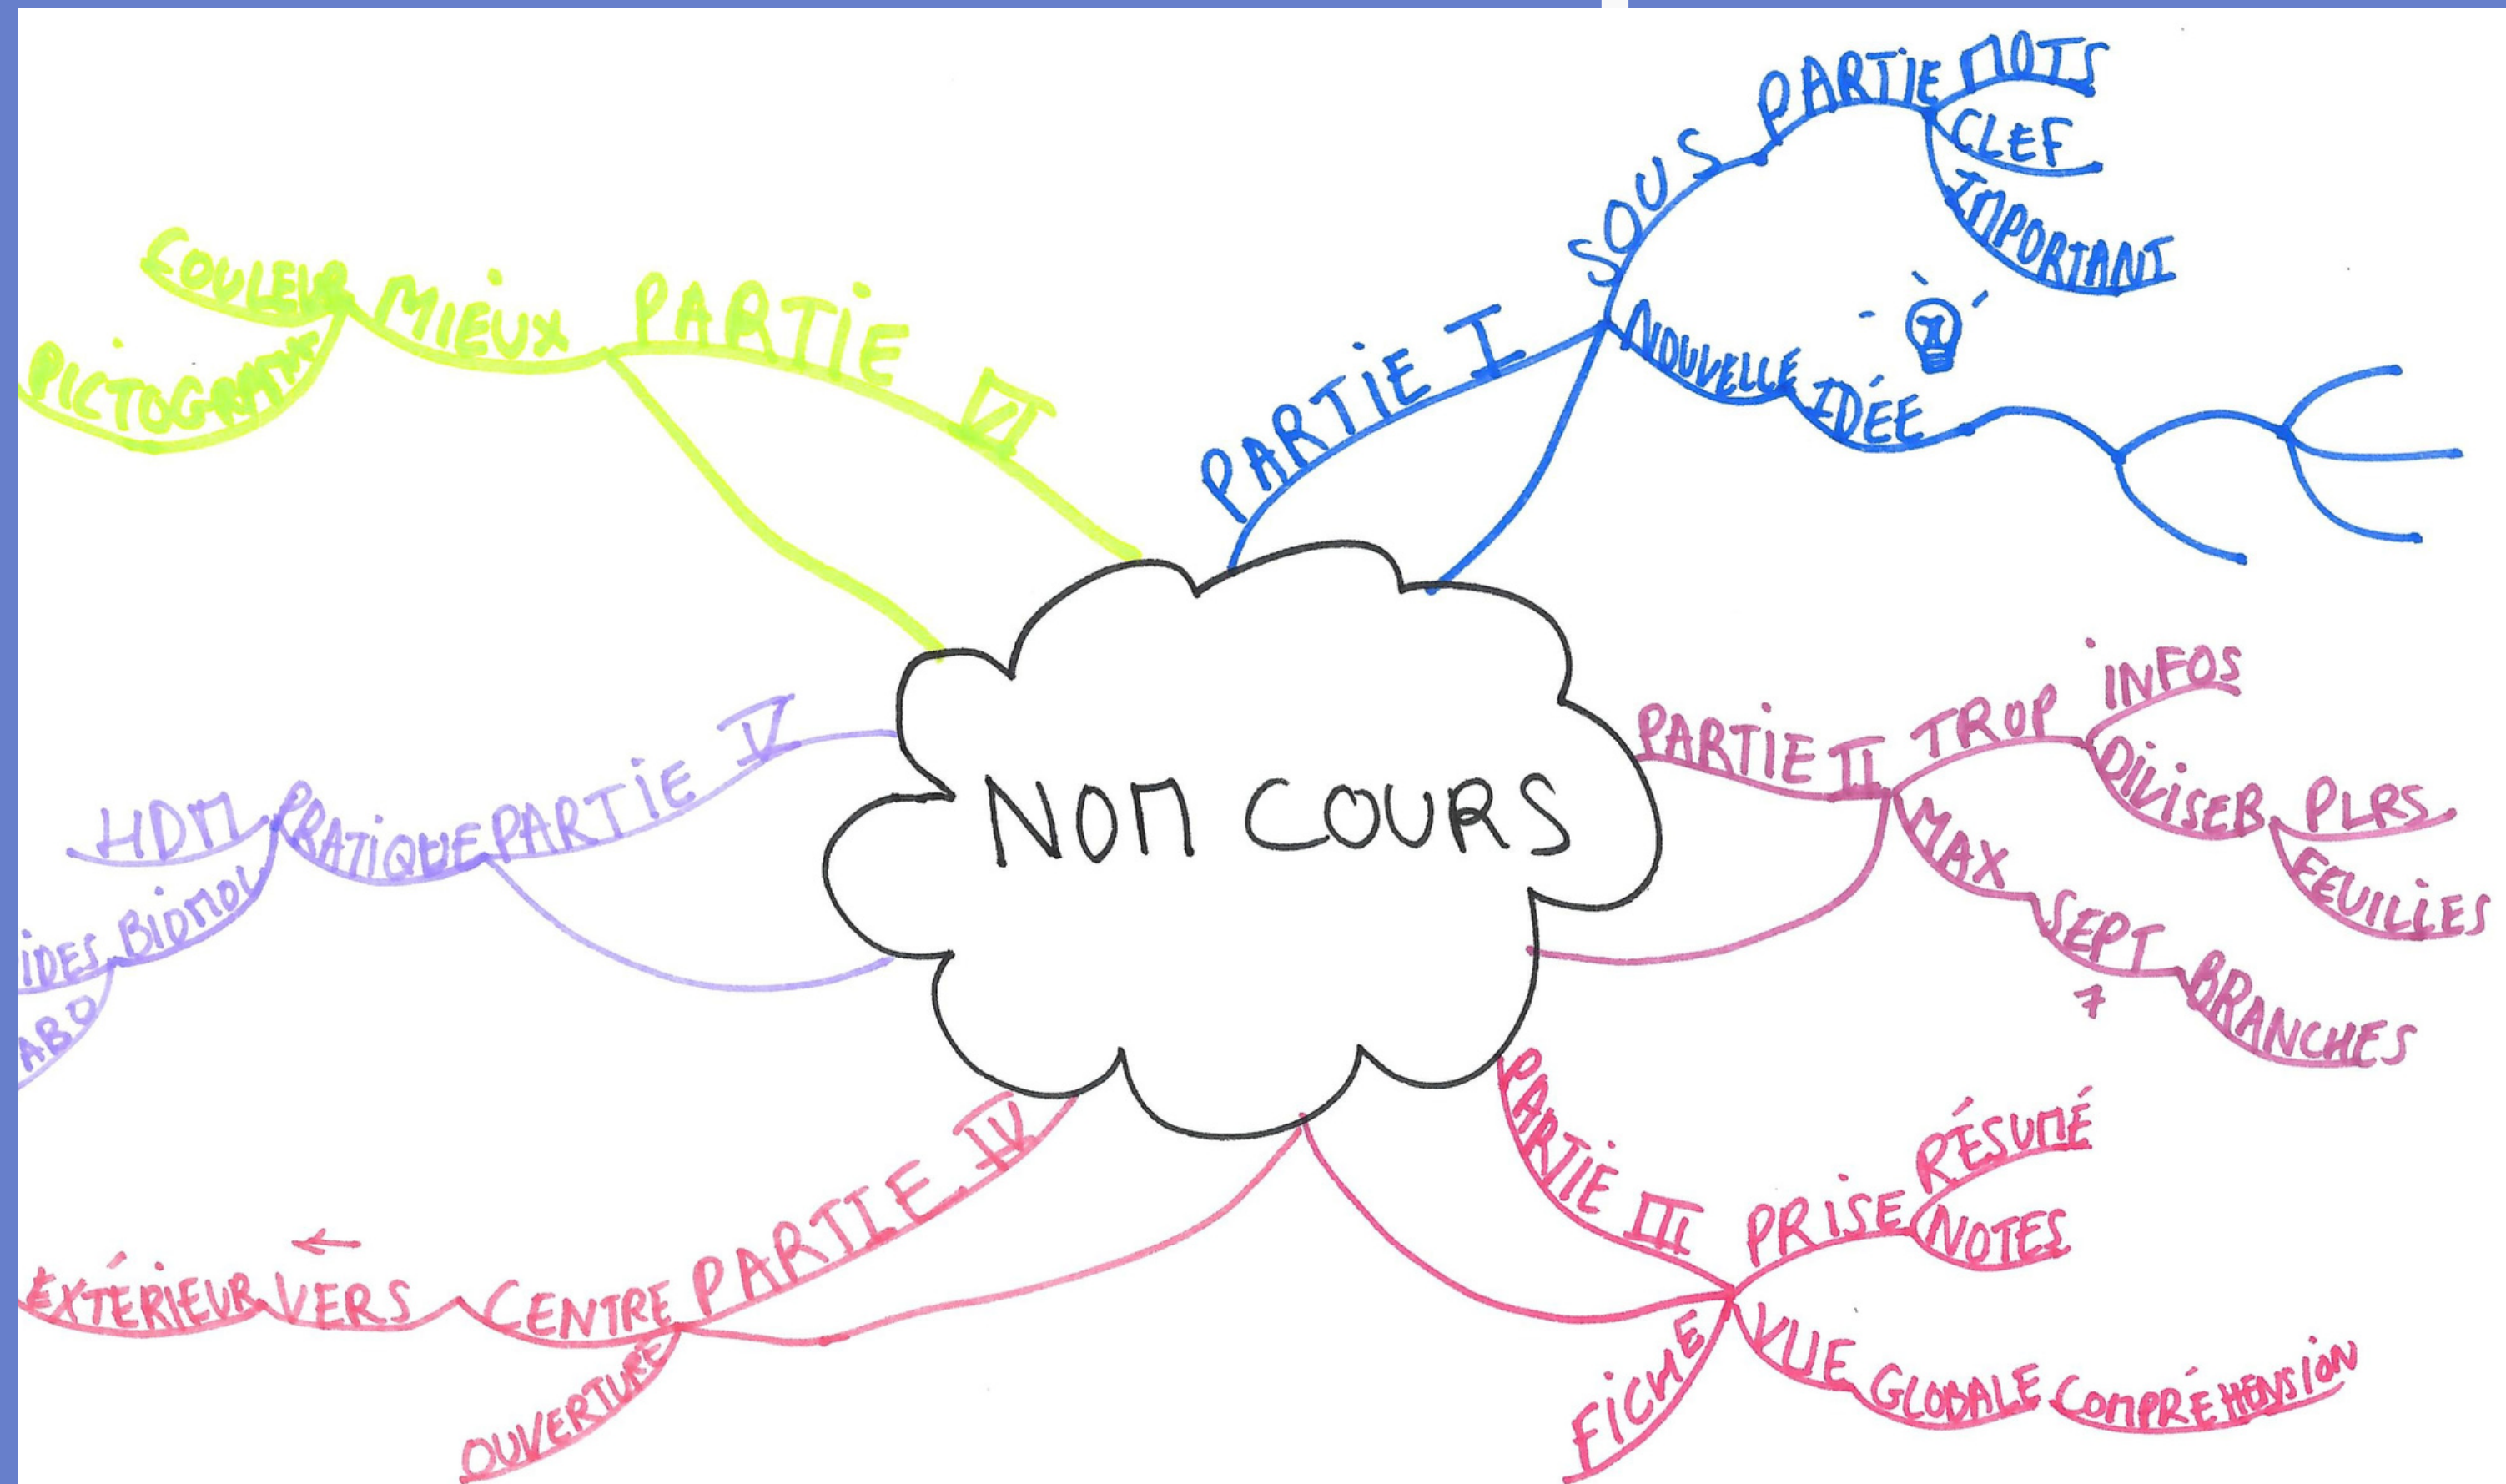 NOM COURS
PARTIE I
SOUS PARTIE
MOTS
CLEF
IMPORTANT
NOUVELLE IDÉE
PARTIE II
TROP
INFOS
DIVISER
PLRS
FEUILLES
MAX
SEPT
7
BRANCHES
PARTIE III
PRISE
RÉSUMÉ
NOTES
VUE GLOBALE COMPRÉHENSION
FICHE
PARTIE IV
CENTRE
VERS
EXTÉRIEUR
OUVERTURE
PARTIE V
PRATIQUE
HDM
BIOMOL
IDES
ABO
PARTIE VI
MIEUX
COULEUR
PICTOGRAMME